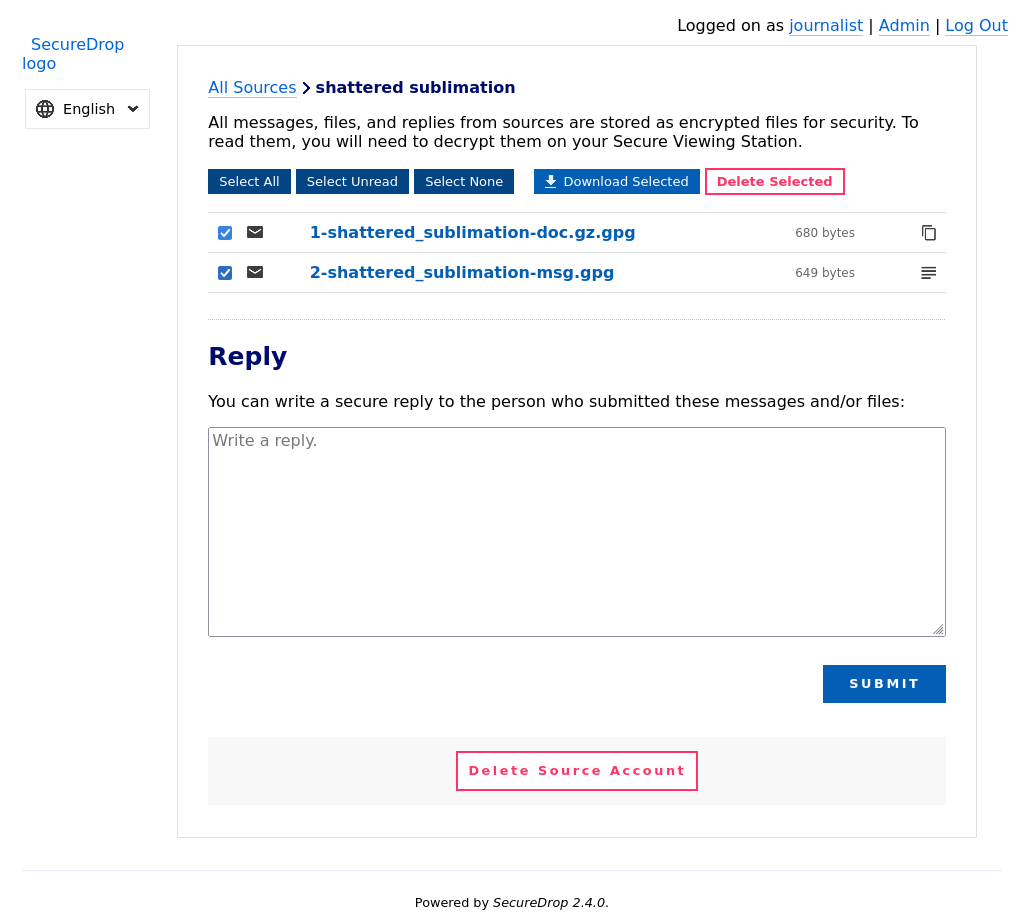 Logged on as journalist | Admin | Log Out
SecureDrop
logo
English
All Sources shattered sublimation
All messages, files, and replies from sources are stored as encrypted files for security. To
read them, you will need to decrypt them on your Secure Viewing Station.
Select All Select Unread Select None Download Selected Delete Selected
1-shattered_sublimation-doc.gz.gpg 680 bytes
2-shattered_sublimation-msg.gpg 649 bytes
Reply
You can write a secure reply to the person who submitted these messages and/or files:
Write a reply.
SUBMIT
Delete Source Account
Powered by SecureDrop 2.4.0.